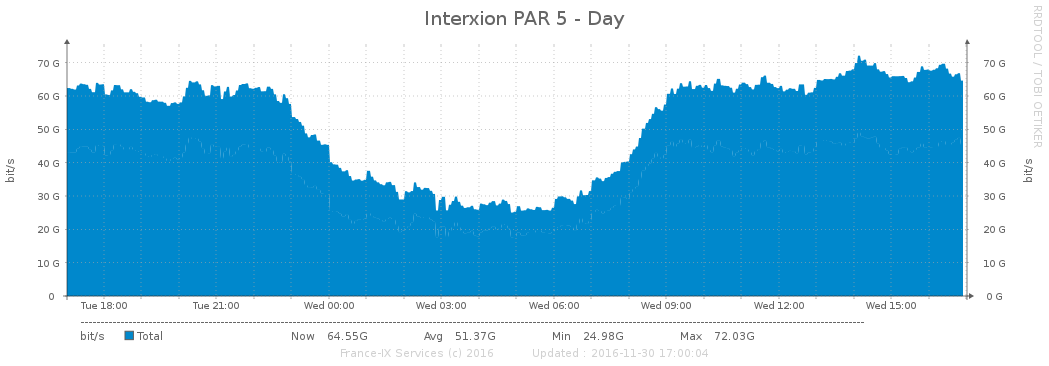 Interxion PAR 5 - Day
RRDTOOL / TOBI OETIKER
bit/s
70 G
60 G
50 G
40 G
30 G
20 G
10 G
0
70 G
60 G
50 G
40 G
30 G
20 G
10 G
0 G
bit/s
Tue 18:00 Tue 21:00 Wed 00:00 Wed 03:00 Wed 06:00 Wed 09:00 Wed 12:00 Wed 15:00
bit/s Total Now 64.55G Avg 51.37G Min 24.98G Max 72.03G
France-IX Services (c) 2016 Updated : 2016-11-30 17:00:04